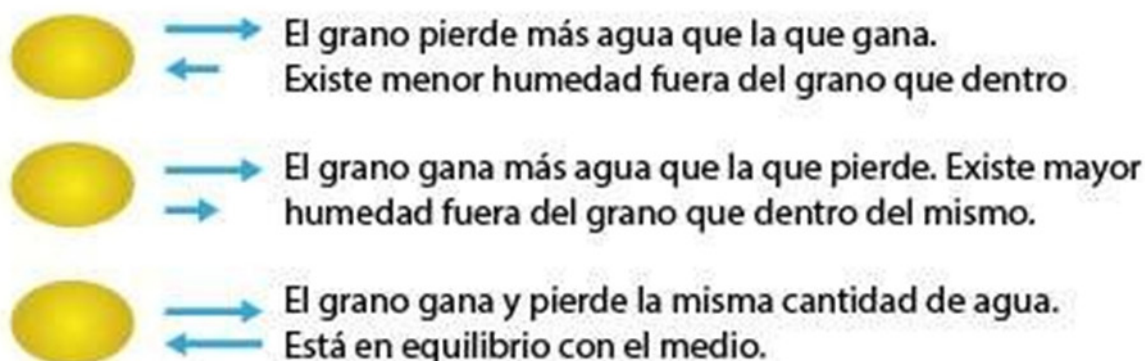 El grano pierde más agua que la que gana.
Existe menor humedad fuera del grano que dentro
El grano gana más agua que la que pierde. Existe mayor
humedad fuera del grano que dentro del mismo.
El grano gana y pierde la misma cantidad de agua.
Está en equilibrio con el medio.